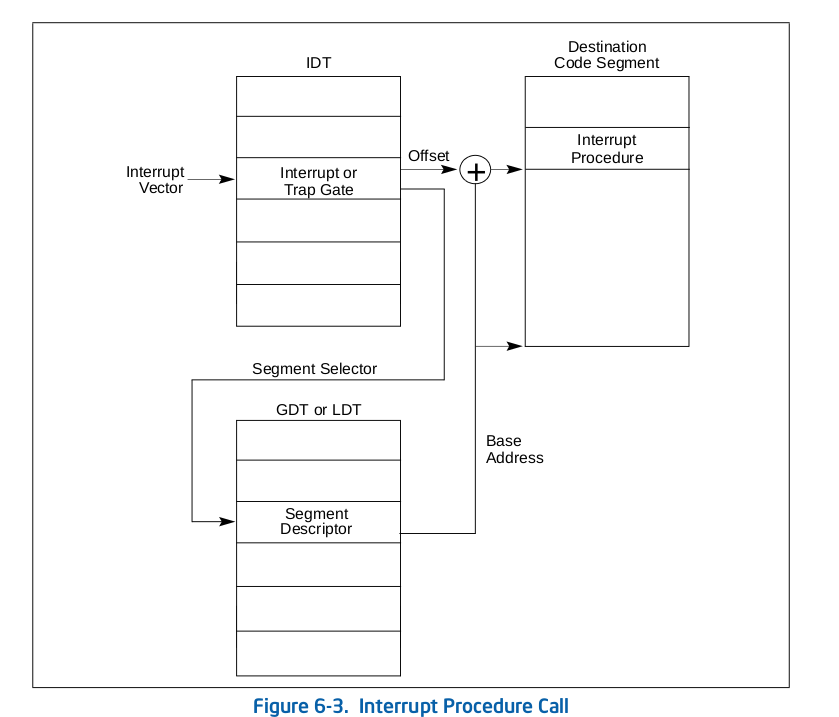 Destination
Code Segment
IDT
Interrupt
Procedure
Offset
+
Interrupt
Vector
Interrupt or
Trap Gate
Segment Selector
GDT or LDT
Base
Address
Segment
Descriptor
Figure 6-3. Interrupt Procedure Call